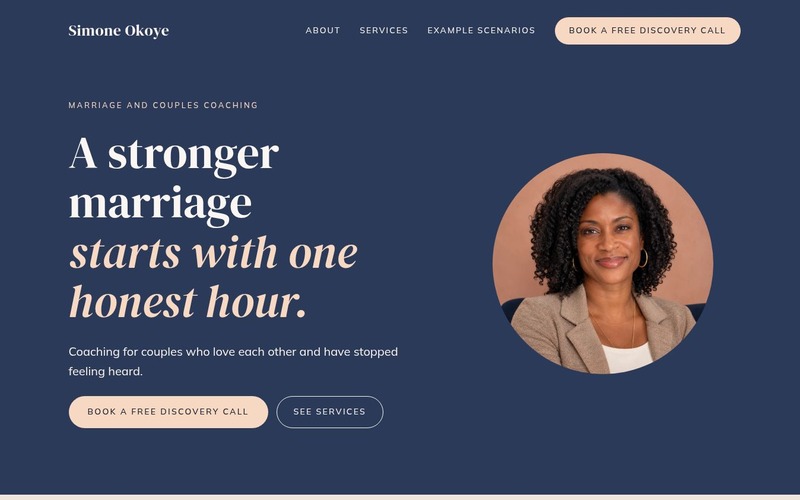 Simone Okoye
ABOUT
SERVICES
EXAMPLE SCENARIOS
BOOK A FREE DISCOVERY CALL
MARRIAGE AND COUPLES COACHING
A stronger
marriage
starts with one
honest hour.
Coaching for couples who love each other and have stopped
feeling heard.
BOOK A FREE DISCOVERY CALL
SEE SERVICES